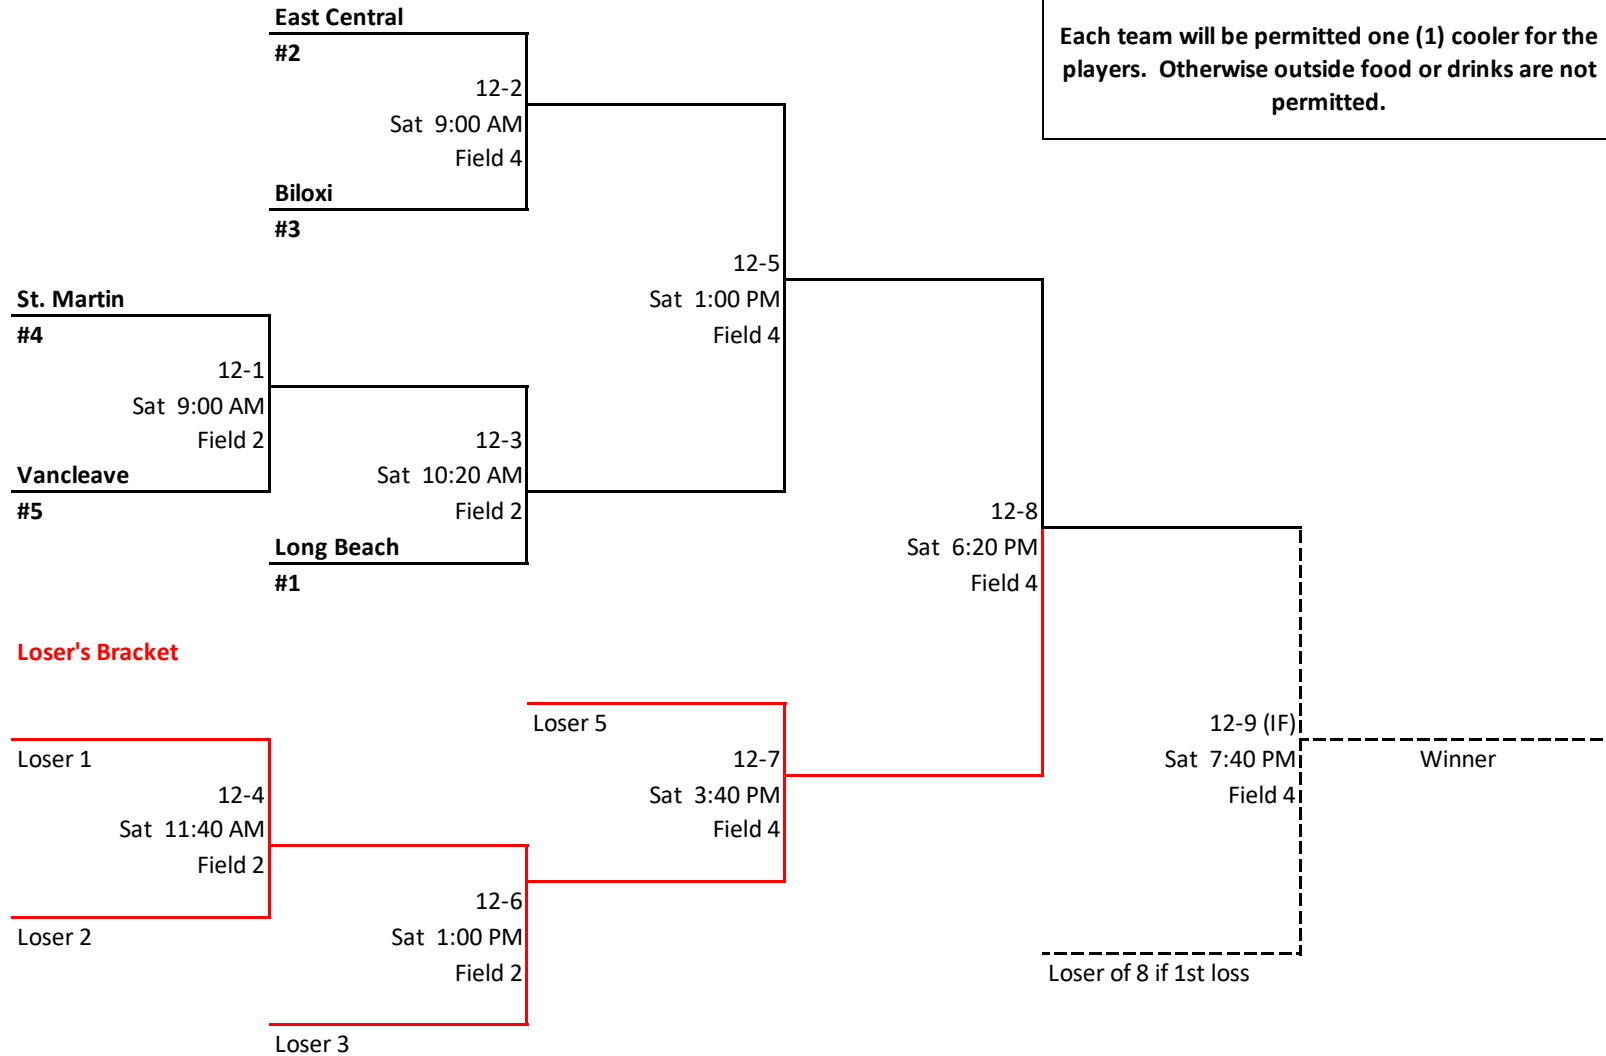 East Central
#2
Each team will be permitted one (1) cooler for the
players.  Otherwise outside food or drinks are not
permitted.
12-2
Sat  9:00 AM
Field 4
Biloxi
#3
12-5
Sat  1:00 PM
Field 4
St. Martin
#4
12-1
Sat  9:00 AM
Field 2
Vancleave
#5
12-3
Sat  10:20 AM
Field 2
Long Beach
#1
12-8
Sat  6:20 PM
Field 4
Loser's Bracket
Loser 1
12-4
Sat  11:40 AM
Field 2
Loser 2
Loser 5
12-7
Sat  3:40 PM
Field 4
12-6
Sat  1:00 PM
Field 2
Loser 3
12-9 (IF)
Sat  7:40 PM
Field 4
Winner
Loser of 8 if 1st loss